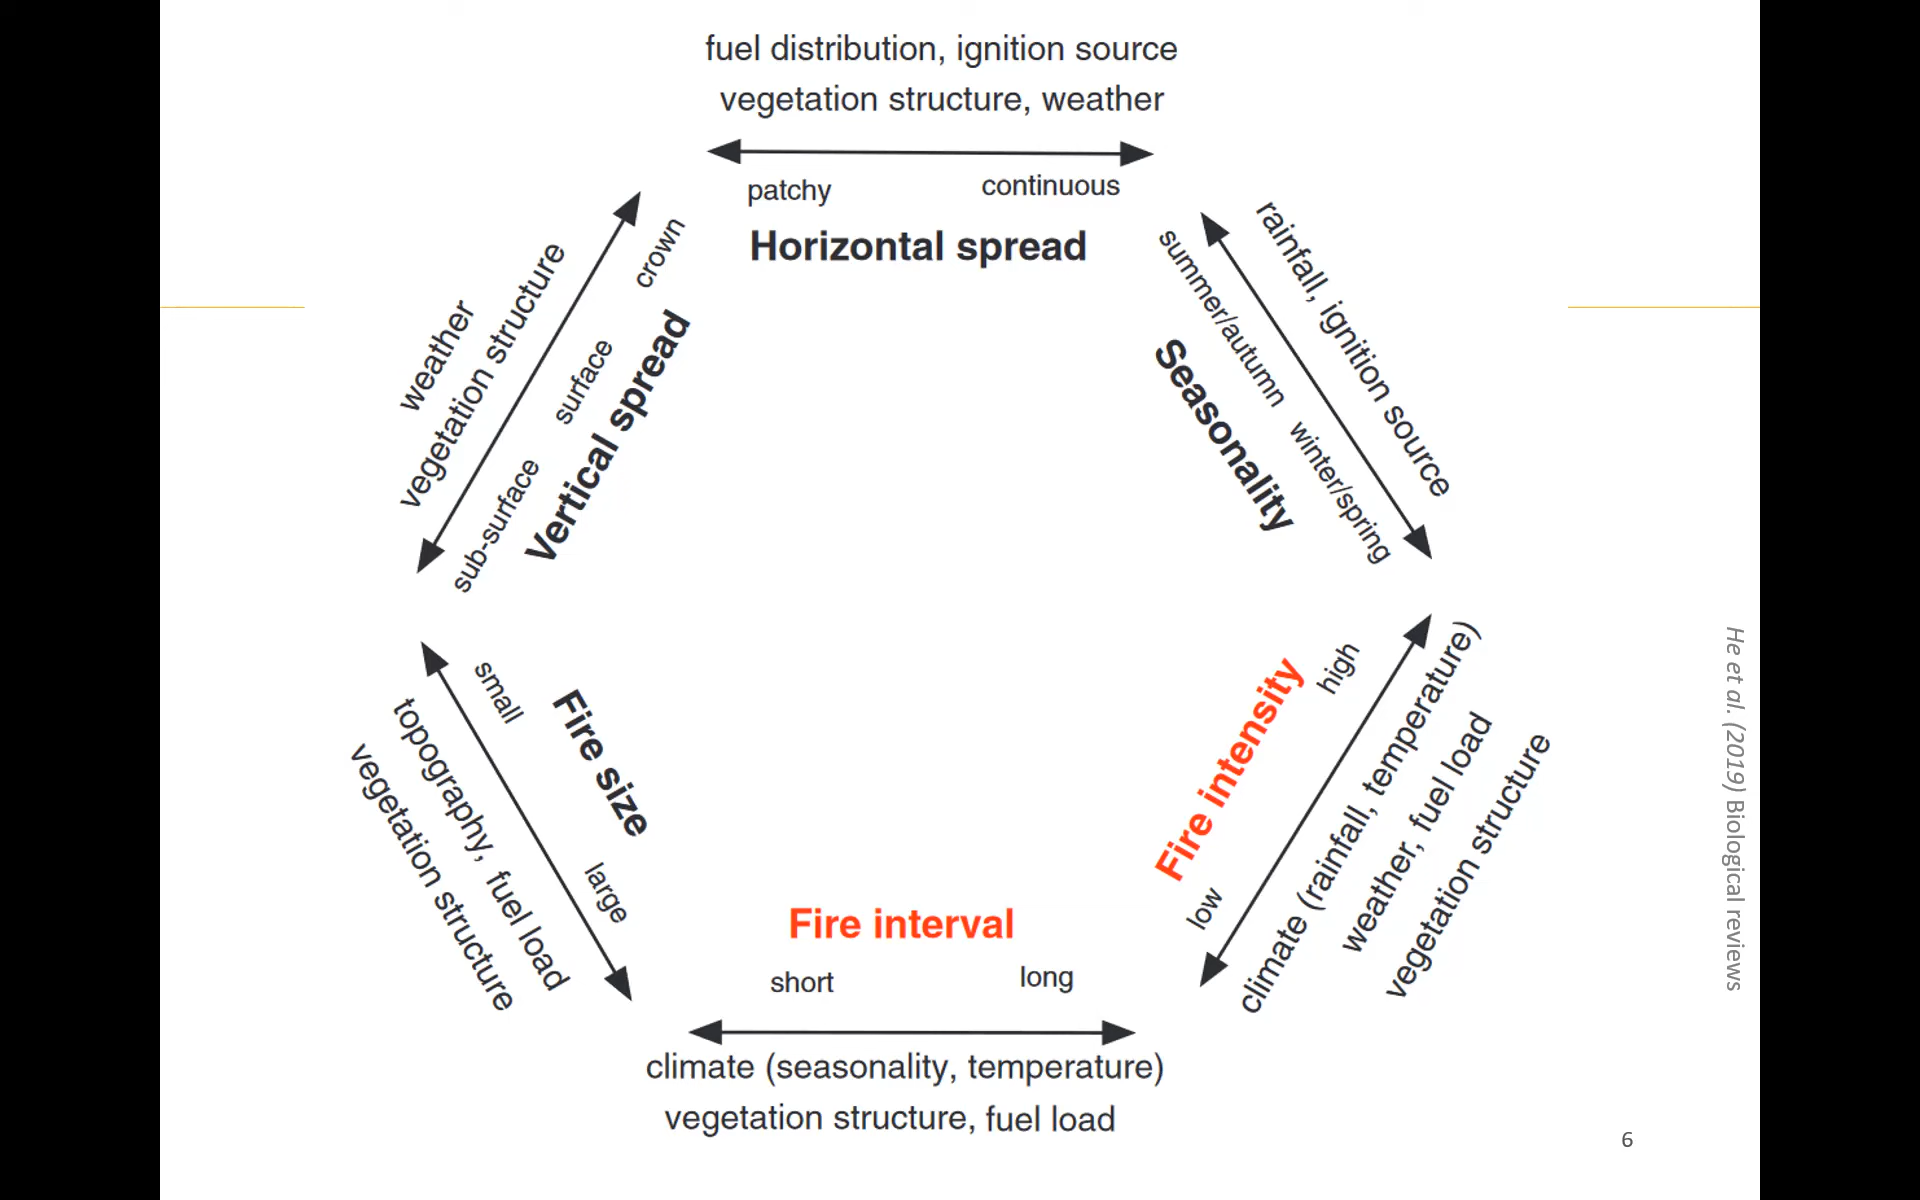 fuel distribution, ignition source
vegetation structure, weather
patchy
continuous
Horizontal spread
weather
vegetation structure
crown
surface
sub-surface
Vertical spread
rainfall, ignition source
summer/autumn
winter/spring
Seasonality
small
large
Fire size
topography, fuel load
vegetation structure
Fire intensity
high
low
climate (rainfall, temperature)
weather, fuel load
vegetation structure
Fire interval
short
long
climate (seasonality, temperature)
vegetation structure, fuel load
He et al. (2019) Biological reviews
6